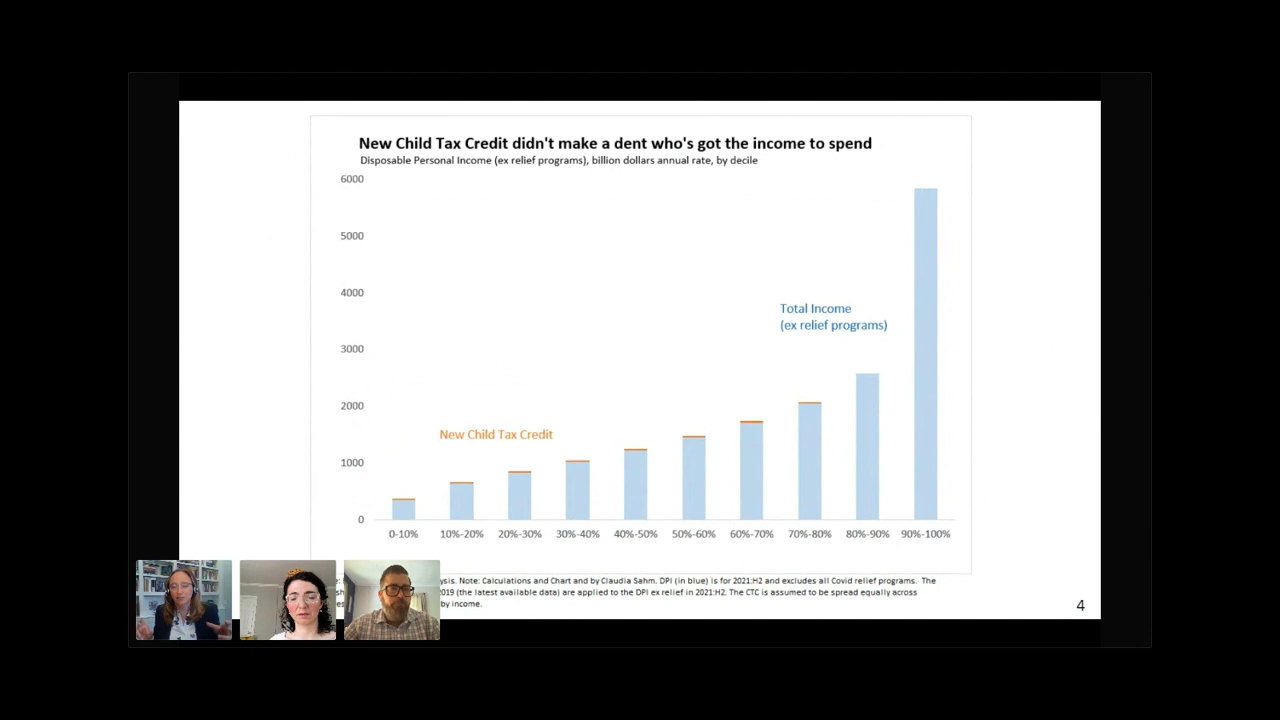 New Child Tax Credit didn't make a dent who's got the income to spend
Disposable Personal Income (ex relief programs), billion dollars annual rate, by decile
6000
5000
4000
3000
2000
1000
0
Total Income
(ex relief programs)
New Child Tax Credit
0-10% 10%-20% 20%-30% 30%-40% 40%-50% 50%-60% 60%-70% 70%-80% 80%-90% 90%-100%
Note: Calculations and Chart and by Claudia Sahm. DPI (in blue) is for 2021:H2 and excludes all Covid relief programs. The
2019 (the latest available data) are applied to the DPI ex relief in 2021:H2. The CTC is assumed to be spread equally across
by income.
4